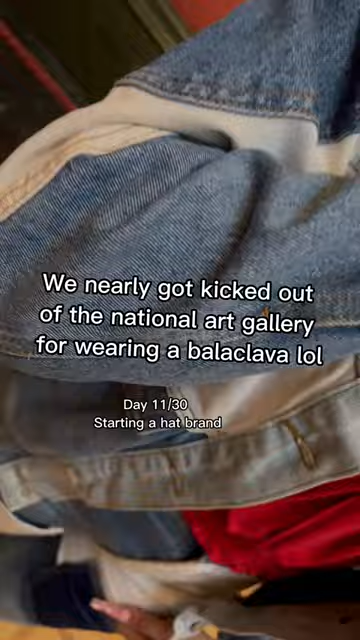 We nearly got kicked out
of the national art gallery
for wearing a balaclava lol
Day 11/30
Starting a hat brand